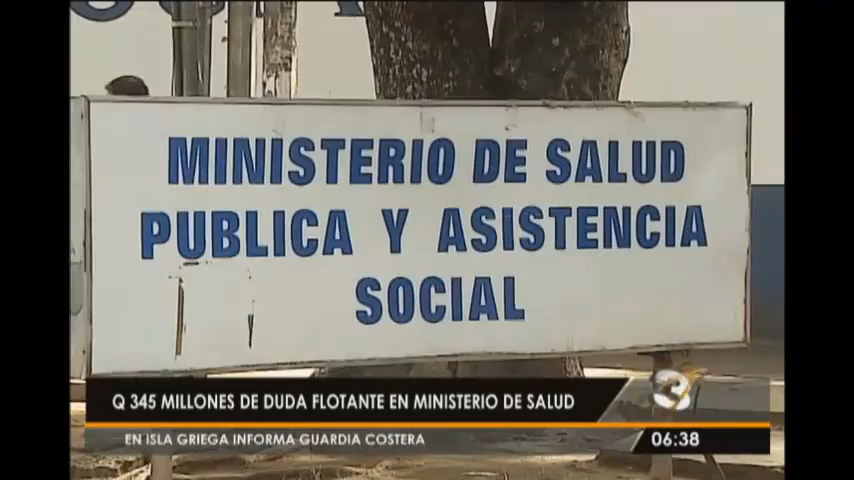 MINISTERIO DE SALUD
PUBLICA Y ASISTENCIA
SOCIAL
Q 345 MILLONES DE DUDA FLOTANTE EN MINISTERIO DE SALUD
3
EN ISLA GRIEGA INFORMA GUARDIA COSTERA
06:38